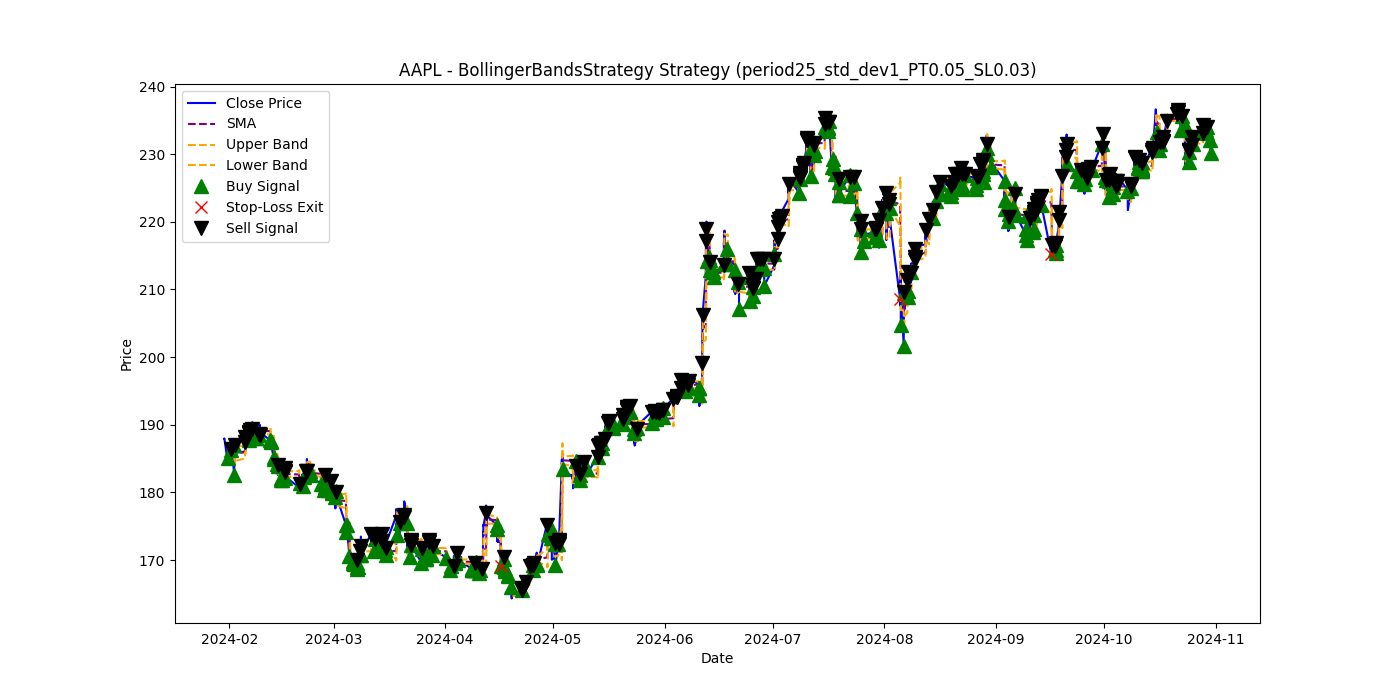 AAPL - BollingerBandsStrategy Strategy (period25_std_dev1_PT0.05_SL0.03)
Close Price
SMA
Upper Band
Lower Band
Buy Signal
Stop-Loss Exit
Sell Signal
Price
240
230
220
210
200
190
180
170
2024-02 2024-03 2024-04 2024-05 2024-06 2024-07 2024-08 2024-09 2024-10 2024-11
Date